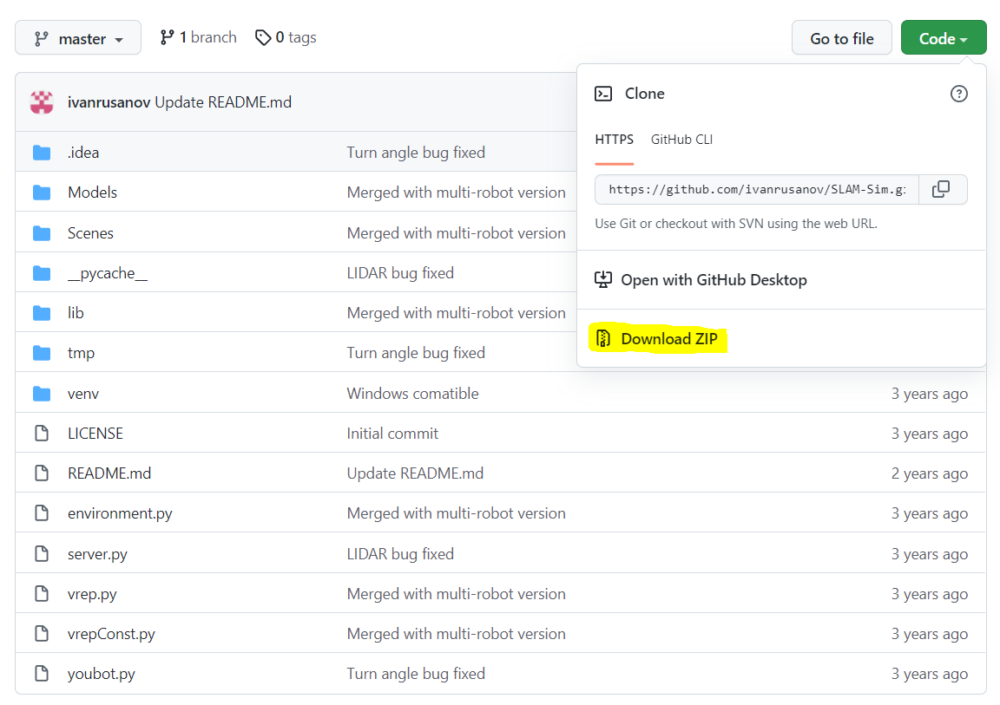 master 1 branch 0 tags Go to file Code
ivanrusanov Update README.md
Clone
HTTPS GitHub CLI
https://github.com/ivanrusanov/SLAM-Sim.g
Use Git or checkout with SVN using the web URL.
Open with GitHub Desktop
Download ZIP
.idea Turn angle bug fixed
Models Merged with multi-robot version
Scenes Merged with multi-robot version
__pycache__ LIDAR bug fixed
lib Merged with multi-robot version
tmp Turn angle bug fixed
venv Windows comatible 3 years ago
LICENSE Initial commit 3 years ago
README.md Update README.md 2 years ago
environment.py Merged with multi-robot version 3 years ago
server.py LIDAR bug fixed 3 years ago
vrep.py Merged with multi-robot version 3 years ago
vrepConst.py Merged with multi-robot version 3 years ago
youbot.py Turn angle bug fixed 3 years ago